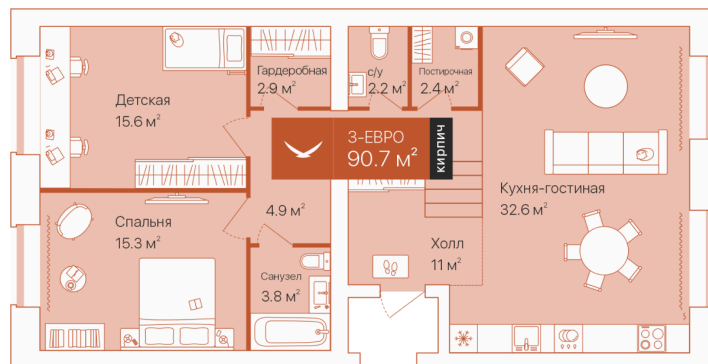 Детская
15.6 м²
Гардеробная
2.9 м²
с/у
2.2 м²
Постирочная
2.4 м²
3-ЕВРО
90.7 м²
кирпич
Кухня-гостиная
32.6 м²
Спальня
15.3 м²
4.9 м²
Холл
11 м²
Санузел
3.8 м²